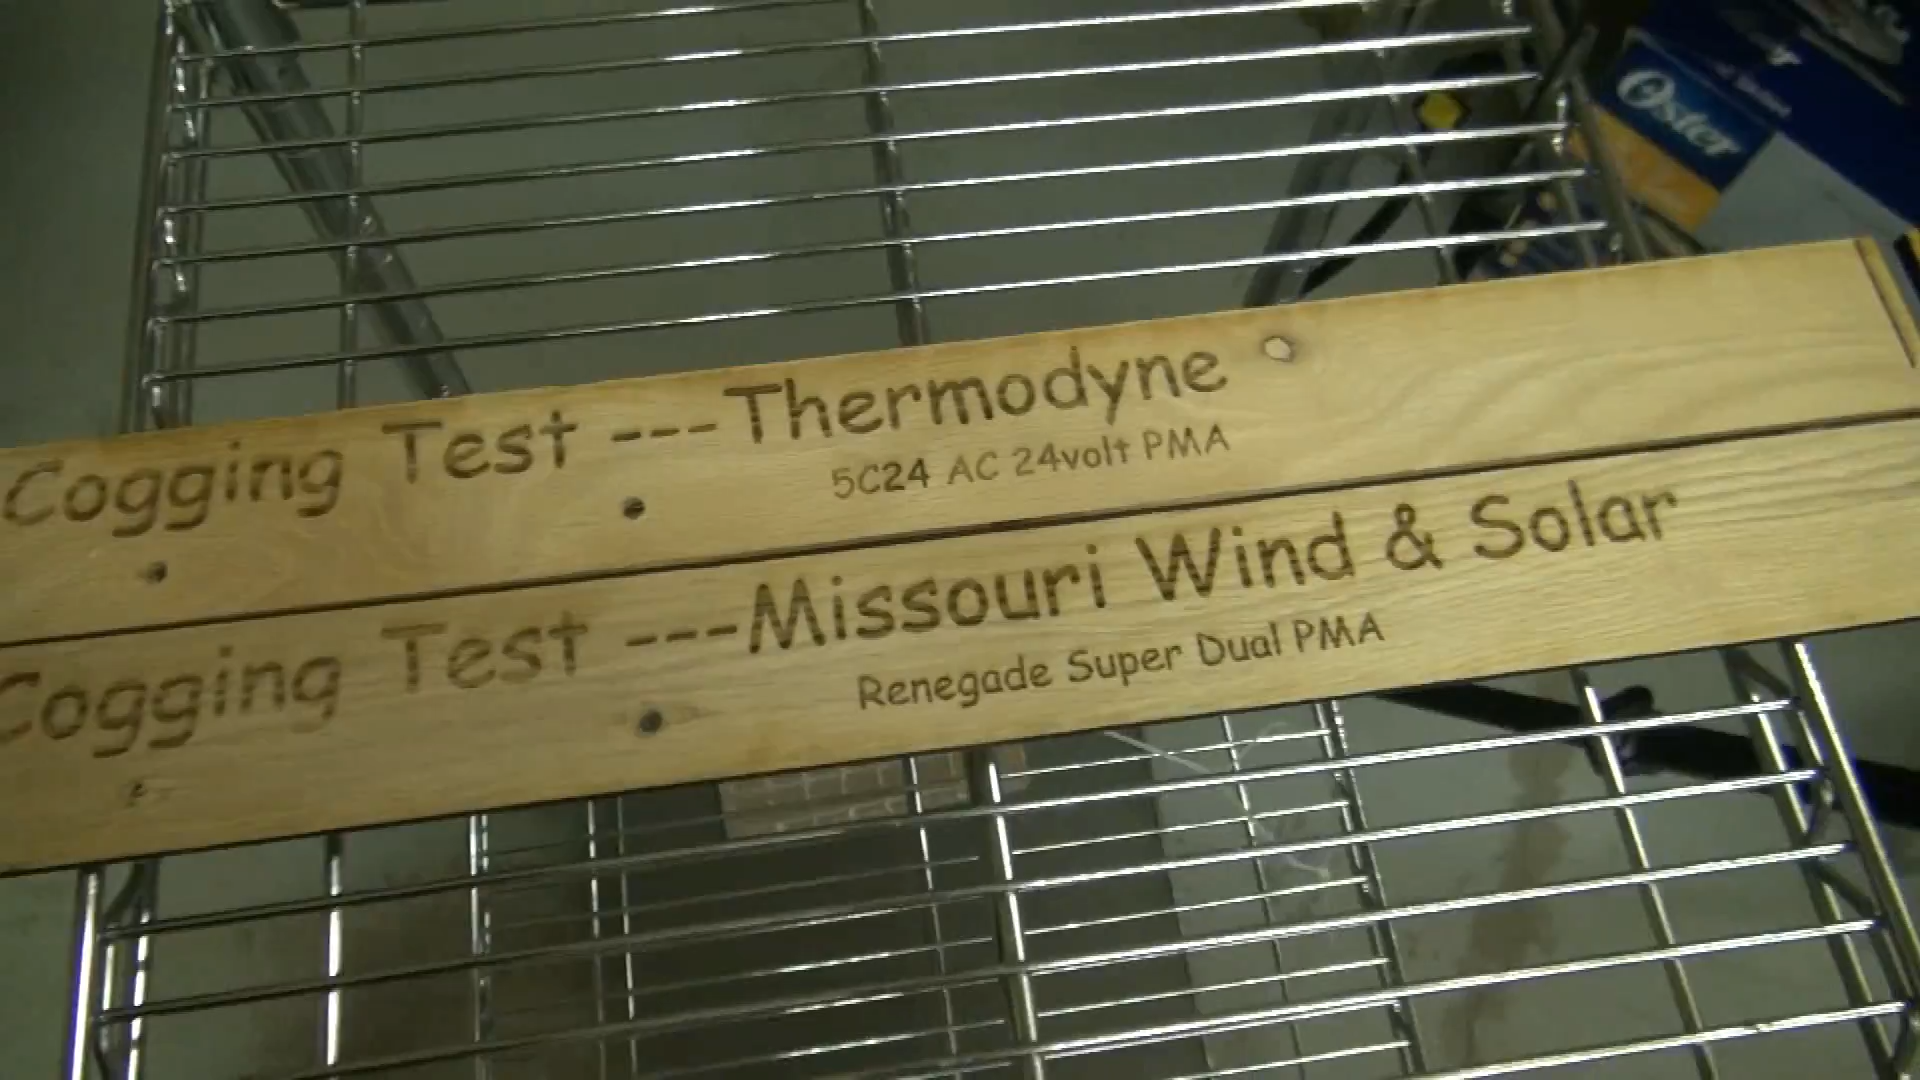 Oster
Cogging Test ---Thermodyne
5C24 AC 24volt PMA
Cogging Test ---Missouri Wind & Solar
Renegade Super Dual PMA